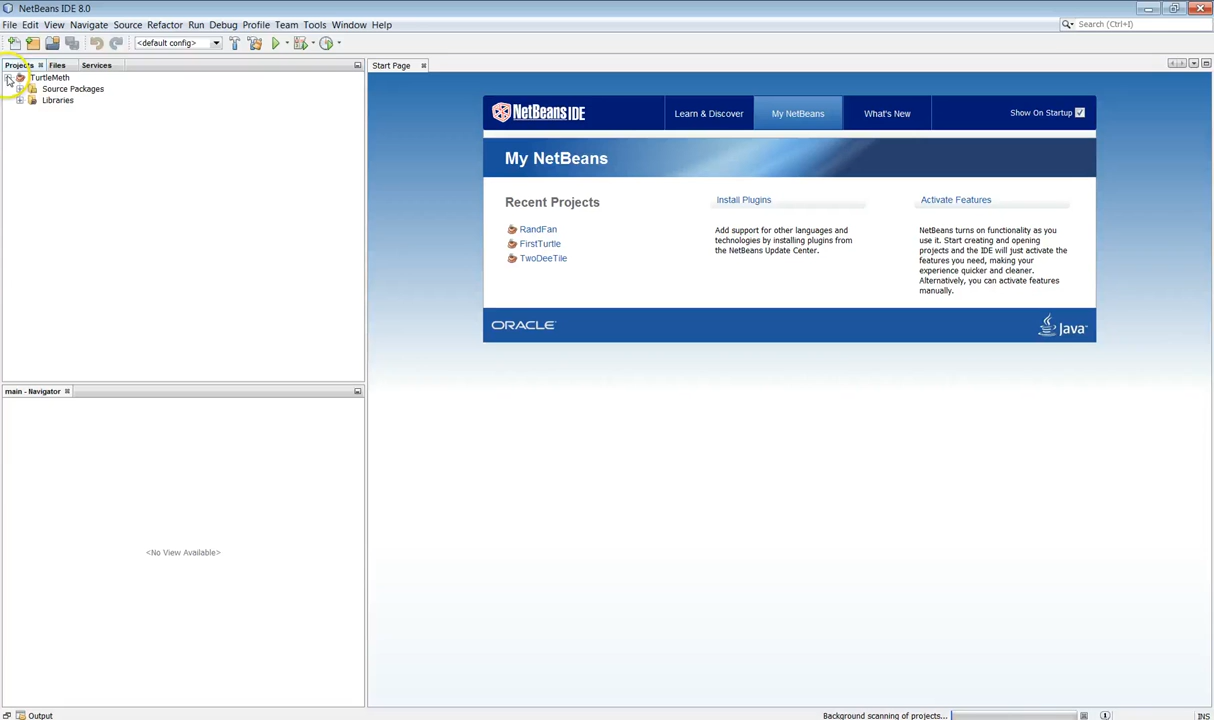 NetBeans IDE 8.0
File Edit View Navigate Source Refactor Run Debug Profile Team Tools Window Help
Search (Ctrl+I)
<default config>
Projects Files Services
TurtleMeth
Source Packages
Libraries
main - Navigator
<No View Available>
Start Page
NetBeans IDE
Learn & Discover
My NetBeans
What's New
Show On Startup
My NetBeans
Recent Projects
RandFan
FirstTurtle
TwoDeeTile
Install Plugins
Add support for other languages and
technologies by installing plugins from
the NetBeans Update Center.
Activate Features
NetBeans turns on functionality as you
use it. Start creating and opening
projects and the IDE will just activate the
features you need, making your
experience quicker and cleaner.
Alternatively, you can activate features
manually.
ORACLE
Java
Output
Background scanning of projects...
INS